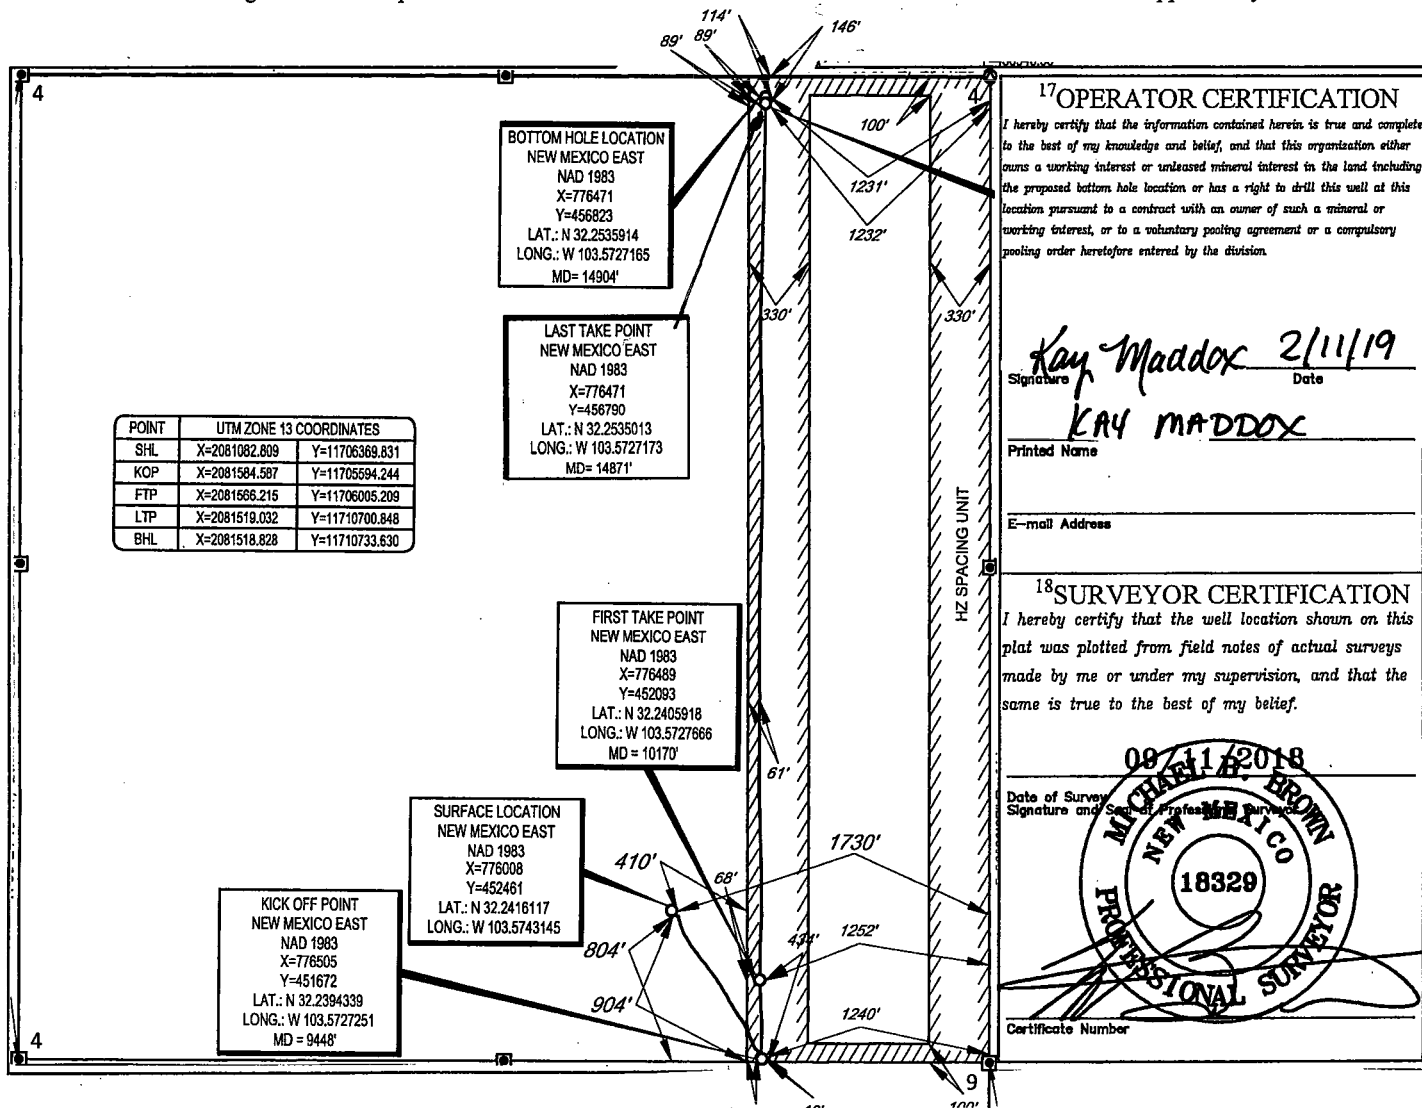 114'
89'
89'
146'
4
4
BOTTOM HOLE LOCATION
NEW MEXICO EAST
NAD 1983
X=776471
Y=456823
LAT.: N 32.2535914
LONG.: W 103.5727165
MD= 14904'
100'
1231'
1232'
330'
330'
LAST TAKE POINT
NEW MEXICO EAST
NAD 1983
X=776471
Y=456790
LAT.: N 32.2535013
LONG.: W 103.5727173
MD= 14871'
POINT UTM ZONE 13 COORDINATES
SHL X=2081082.809 Y=11706369.831
KOP X=2081584.587 Y=11705594.244
FTP X=2081566.215 Y=11706005.209
LTP X=2081519.032 Y=11710700.848
BHL X=2081518.828 Y=11710733.630
HZ SPACING UNIT
FIRST TAKE POINT
NEW MEXICO EAST
NAD 1983
X=776489
Y=452093
LAT.: N 32.2405918
LONG.: W 103.5727666
MD = 10170'
61'
SURFACE LOCATION
NEW MEXICO EAST
NAD 1983
X=776008
Y=452461
LAT.: N 32.2416117
LONG.: W 103.5743145
410'
68'
1730'
434'
1252'
804'
904'
1240'
KICK OFF POINT
NEW MEXICO EAST
NAD 1983
X=776505
Y=451672
LAT.: N 32.2394339
LONG.: W 103.5727251
MD = 9448'
4
9
100'
17 OPERATOR CERTIFICATION
I hereby certify that the information contained herein is true and complete
to the best of my knowledge and belief, and that this organization either
owns a working interest or unleased mineral interest in the land including
the proposed bottom hole location or has a right to drill this well at this
location pursuant to a contract with an owner of such a mineral or
working interest, or to a voluntary pooling agreement or a compulsory
pooling order heretofore entered by the division.
Kay Maddox 2/11/19
Signature Date
KAY MADDOX
Printed Name
E-mail Address
18 SURVEYOR CERTIFICATION
I hereby certify that the well location shown on this
plat was plotted from field notes of actual surveys
made by me or under my supervision, and that the
same is true to the best of my belief.
09/11/2018
Date of Survey
Signature and Seal of Professional Surveyor
MICHAEL B. BROWN
NEW MEXICO
18329
PROFESSIONAL SURVEYOR
Certificate Number